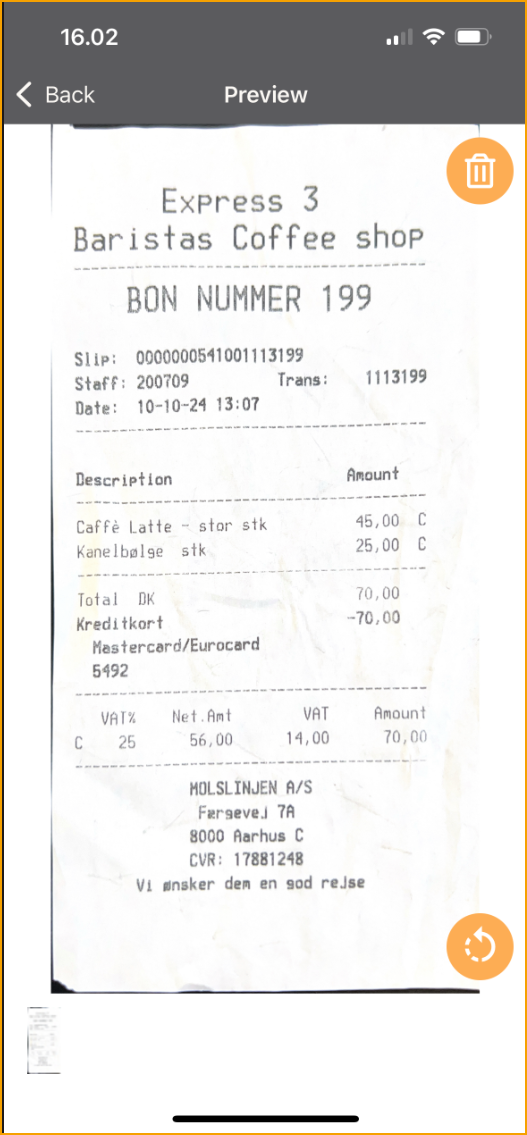 16.02
Back Preview
Express 3
Baristas Coffee shop
BON NUMMER 199
Slip: 0000000541001113199
Staff: 200709 Trans: 1113199
Date: 10-10-24 13:07
Description Amount
Caffè Latte - stor stk 45,00 C
Kanelbølge stk 25,00 C
Total DK 70,00
Kreditkort -70,00
Mastercard/Eurocard
5492
VAT% Net.Amt VAT Amount
C 25 56,00 14,00 70,00
MOLSLINJEN A/S
Færgevej 7A
8000 Aarhus C
CVR: 17881248
Vi ønsker dem en god rejse